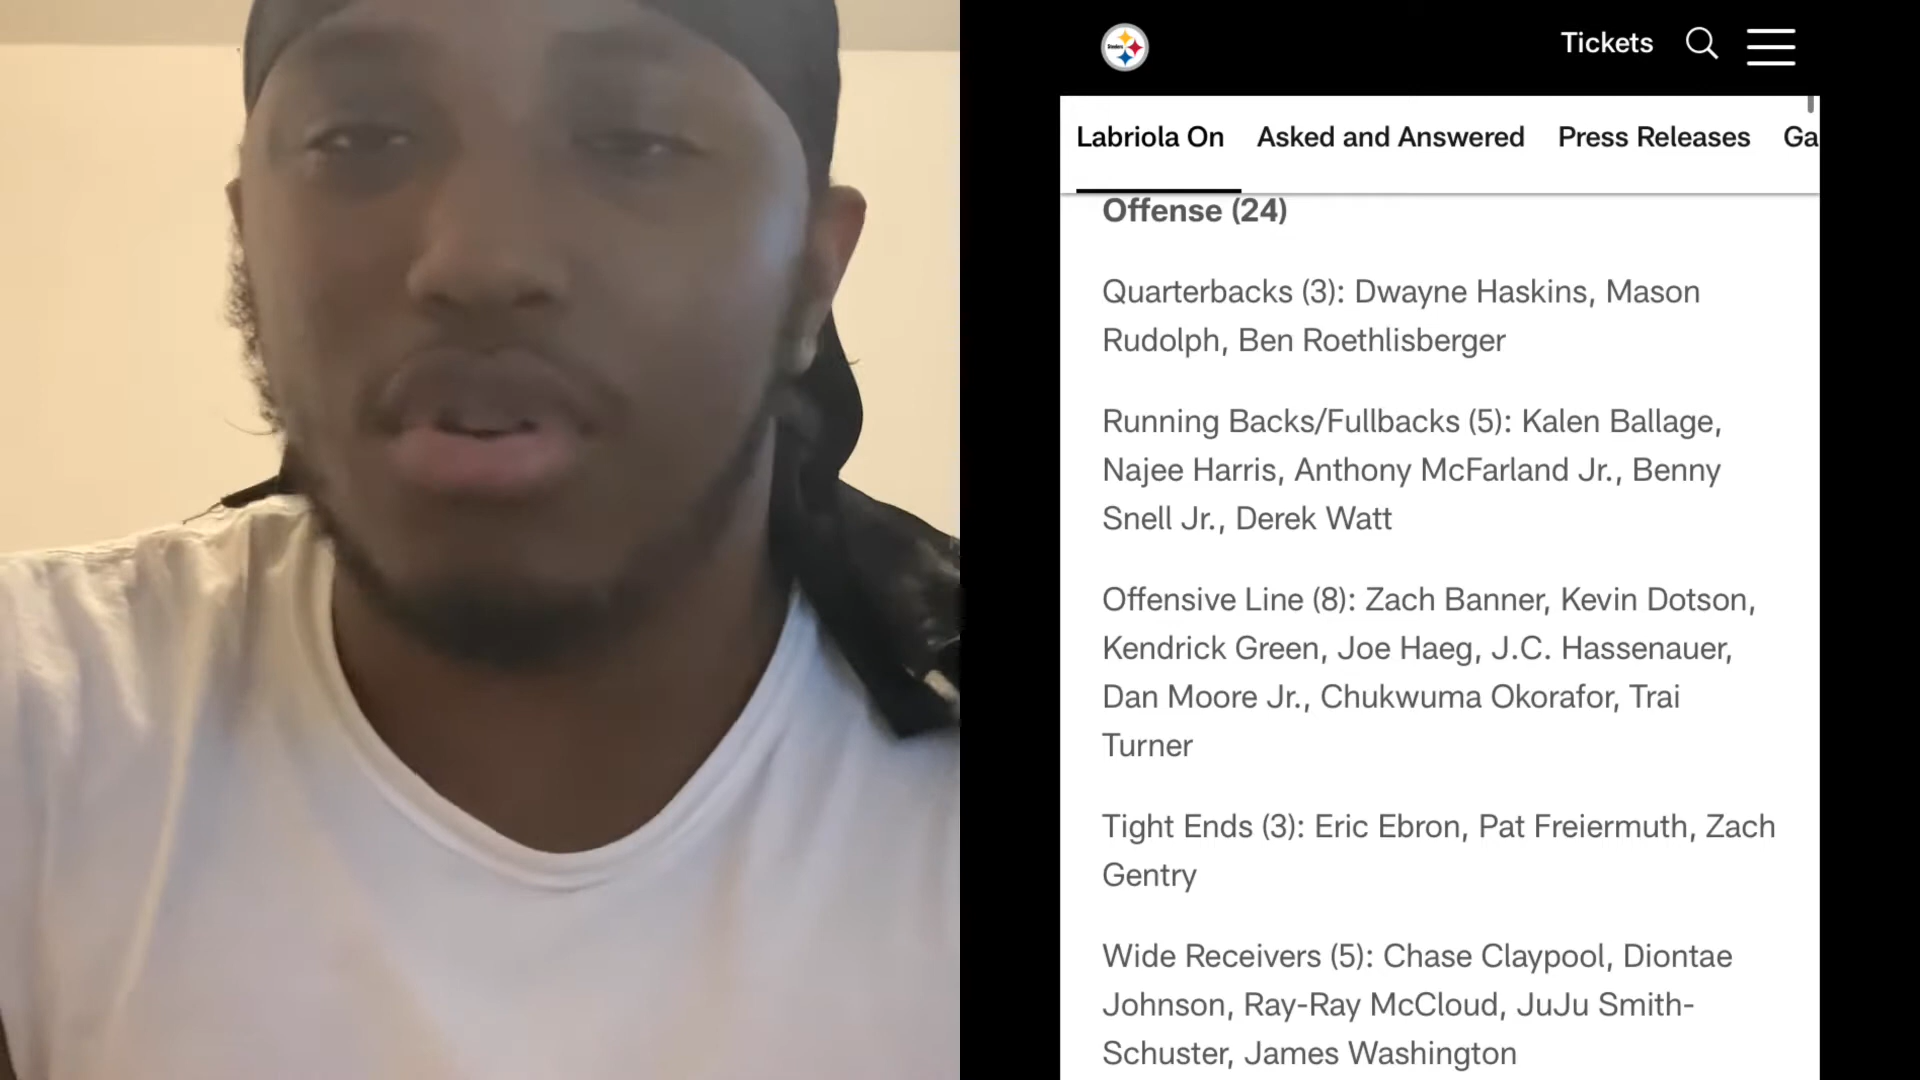 Steelers
Tickets
Labriola On Asked and Answered Press Releases Ga
Offense (24)
Quarterbacks (3): Dwayne Haskins, Mason
Rudolph, Ben Roethlisberger
Running Backs/Fullbacks (5): Kalen Ballage,
Najee Harris, Anthony McFarland Jr., Benny
Snell Jr., Derek Watt
Offensive Line (8): Zach Banner, Kevin Dotson,
Kendrick Green, Joe Haeg, J.C. Hassenauer,
Dan Moore Jr., Chukwuma Okorafor, Trai
Turner
Tight Ends (3): Eric Ebron, Pat Freiermuth, Zach
Gentry
Wide Receivers (5): Chase Claypool, Diontae
Johnson, Ray-Ray McCloud, JuJu Smith-
Schuster, James Washington